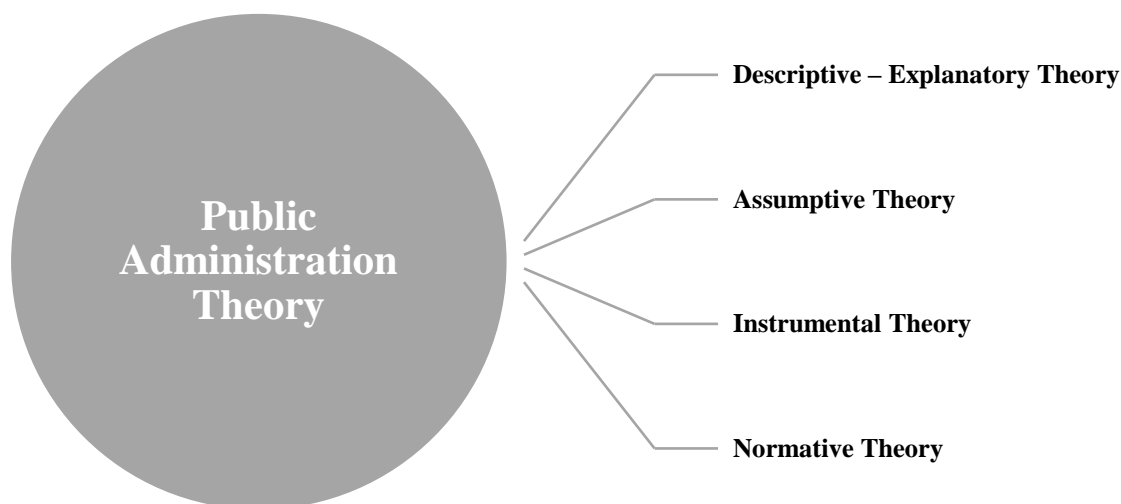 Public
Administration
Theory
Descriptive – Explanatory Theory
Assumptive Theory
Instrumental Theory
Normative Theory